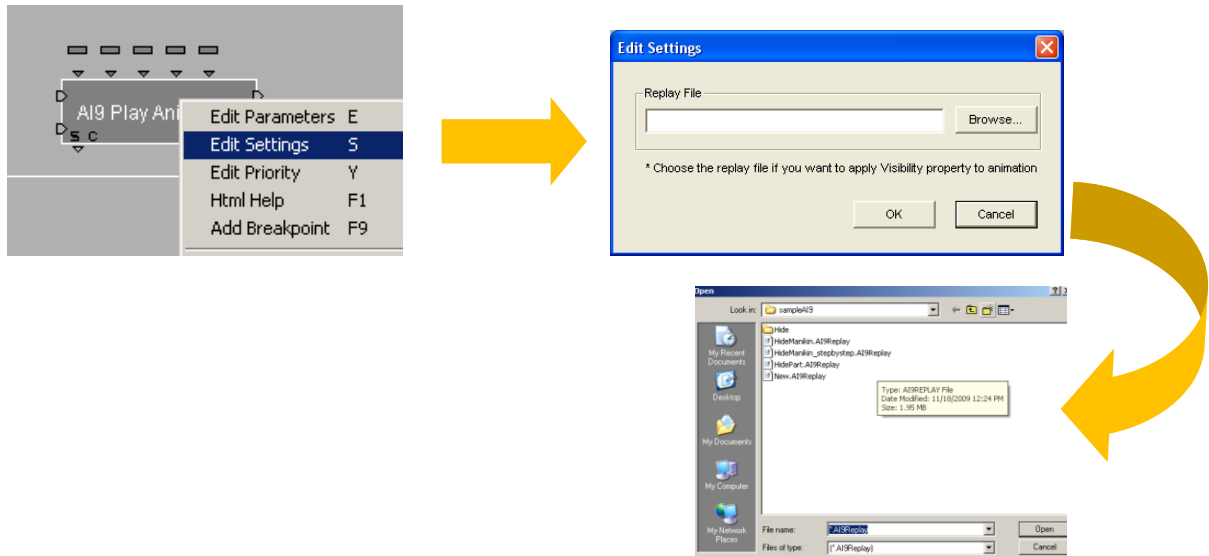 AI9 Play Ani
S C
Edit Parameters E
Edit Settings S
Edit Priority Y
Html Help F1
Add Breakpoint F9
Edit Settings
Replay File
Browse...
* Choose the replay file if you want to apply Visibility property to animation
OK Cancel
Open
Look in: sampleAI9
My Recent Documents
Desktop
My Documents
My Computer
My Network Places
Hide
HideManikin.AI9Replay
HideManikin_stepbystep.AI9Replay
HidePart.AI9Replay
New.AI9Replay
Type: AI9REPLAY File
Date Modified: 11/18/2009 12:24 PM
Size: 1.95 MB
File name: *.AI9Replay Open
Files of type: (*.AI9Replay) Cancel